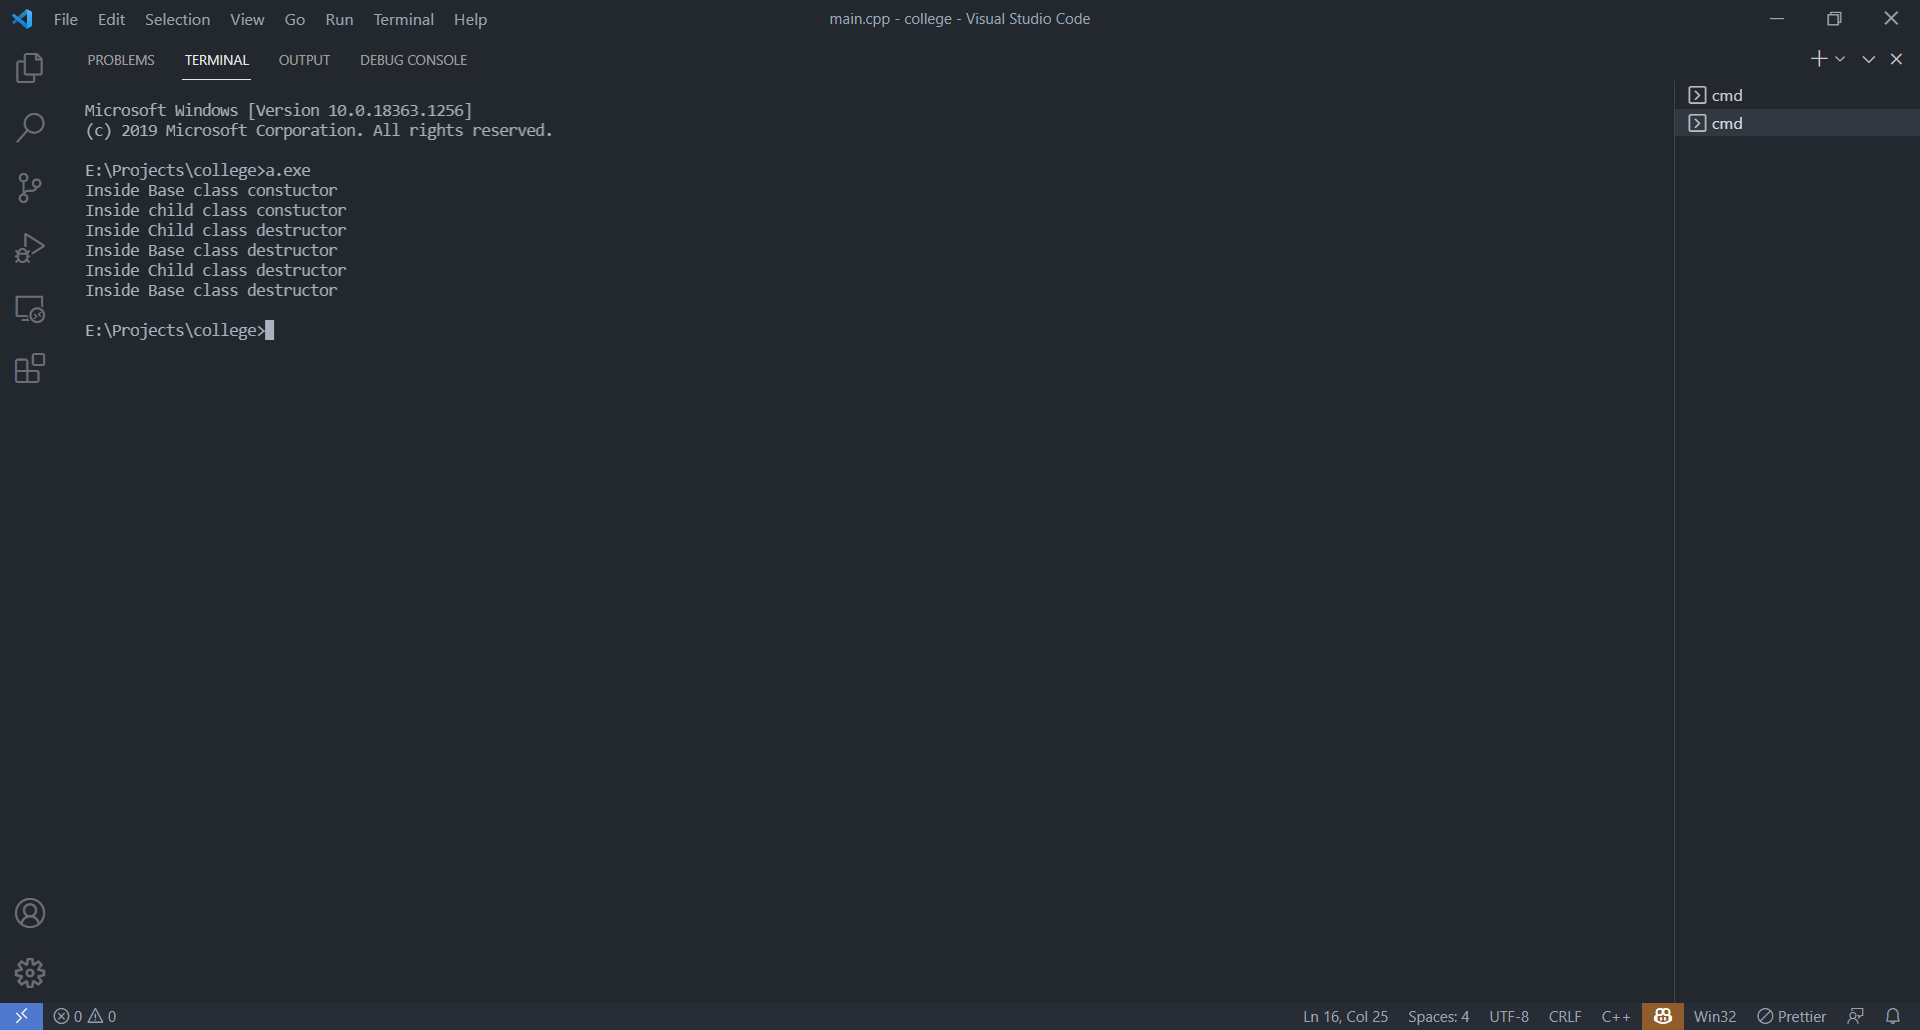 File Edit Selection View Go Run Terminal Help
main.cpp - college - Visual Studio Code
PROBLEMS TERMINAL OUTPUT DEBUG CONSOLE
Microsoft Windows [Version 10.0.18363.1256]
(c) 2019 Microsoft Corporation. All rights reserved.
E:\Projects\college>a.exe
Inside Base class constuctor
Inside child class constuctor
Inside Child class destructor
Inside Base class destructor
Inside Child class destructor
Inside Base class destructor
E:\Projects\college>
cmd
cmd
0 0
Ln 16, Col 25 Spaces: 4 UTF-8 CRLF C++ Win32 Prettier